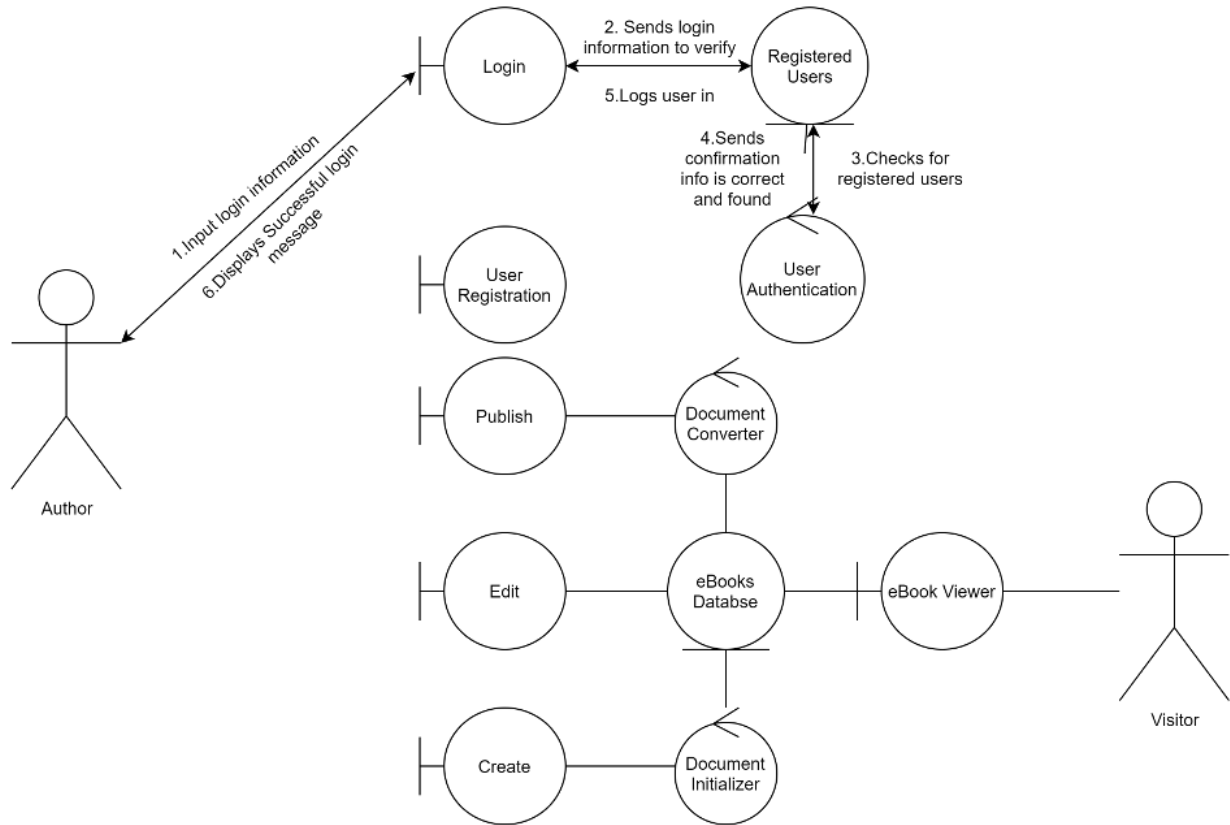 Login
2. Sends login
information to verify
5.Logs user in
Registered
Users
4.Sends
confirmation
info is correct
and found
3.Checks for
registered users
1.Input login information
6.Displays Successful login
message
User
Registration
User
Authentication
Publish
Document
Converter
Author
Edit
eBooks
Databse
eBook Viewer
Visitor
Create
Document
Initializer